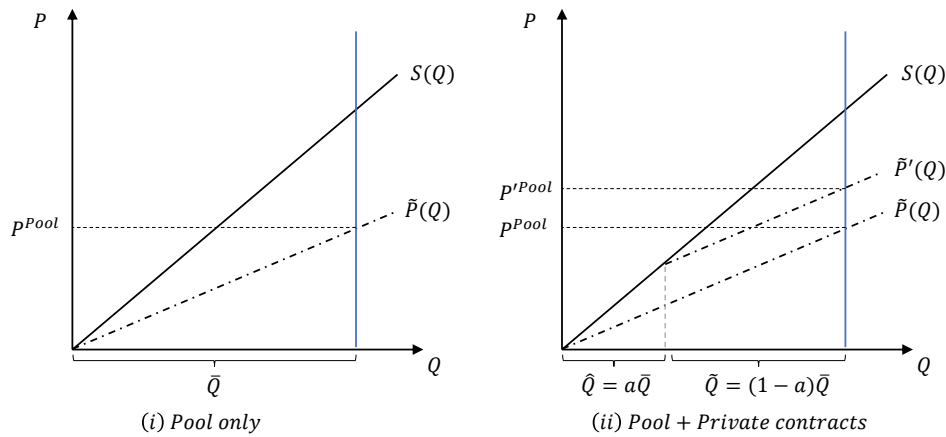 P
S(Q)
P^Pool
P̃(Q)
Q
Q̄
(i) Pool only
P
S(Q)
P̃′(Q)
P′^Pool
P^Pool
P̃(Q)
Q
Q̂ = aQ̄
Q̃ = (1 − a)Q̄
(ii) Pool + Private contracts